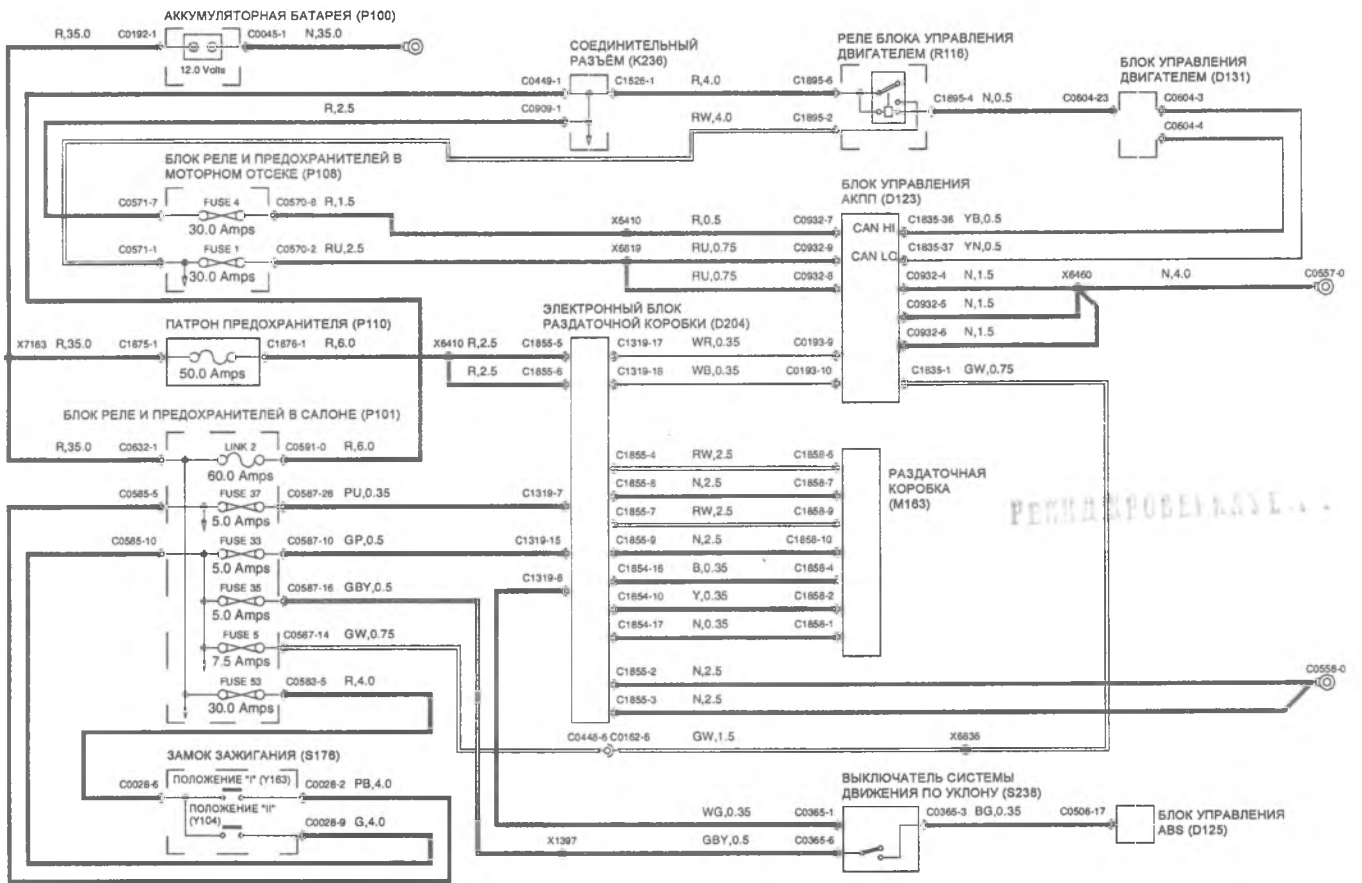 АККУМУЛЯТОРНАЯ БАТАРЕЯ (P100)
R,35.0 C0192-1 C0045-1 N,35.0
12.0 Volts
СОЕДИНИТЕЛЬНЫЙ
РАЗЪЁМ (K236)
C0449-1 C1526-1 R,4.0
R,2.5 C0909-1
РЕЛЕ БЛОКА УПРАВЛЕНИЯ
ДВИГАТЕЛЕМ (R116)
C1895-6
RW,4.0 C1895-2
C1895-4 N,0.5 C0604-23
БЛОК УПРАВЛЕНИЯ
ДВИГАТЕЛЕМ (D131)
C0604-3
C0604-4
БЛОК РЕЛЕ И ПРЕДОХРАНИТЕЛЕЙ В
МОТОРНОМ ОТСЕКЕ (P108)
C0571-7 FUSE 4 C0570-8 R,1.5
30.0 Amps
C0571-1 FUSE 1 C0570-2 RU,2.5
30.0 Amps
X6410 R,0.5 C0932-7
X6819 RU,0.75 C0932-9
RU,0.75 C0932-8
БЛОК УПРАВЛЕНИЯ
АКПП (D123)
CAN HI C1835-36 YB,0.5
CAN LO C1835-37 YN,0.5
C0932-4 N,1.5 X6460 N,4.0 C0557-0
C0932-5 N,1.5
C0932-6 N,1.5
C1835-1 GW,0.75
ПАТРОН ПРЕДОХРАНИТЕЛЯ (P110)
X7163 R,35.0 C1875-1 C1876-1 R,6.0
50.0 Amps
ЭЛЕКТРОННЫЙ БЛОК
РАЗДАТОЧНОЙ КОРОБКИ (D204)
X6410 R,2.5 C1855-5
R,2.5 C1855-6
C1319-17 WR,0.35 C0193-9
C1319-18 WB,0.35 C0193-10
БЛОК РЕЛЕ И ПРЕДОХРАНИТЕЛЕЙ В САЛОНЕ (P101)
R,35.0 C0632-1 LINK 2 C0591-0 R,6.0
60.0 Amps
C0585-5 FUSE 37 C0587-28 PU,0.35 C1319-7
5.0 Amps
C0585-10 FUSE 33 C0587-10 GP,0.5 C1319-15
5.0 Amps
FUSE 35 C0587-16 GBY,0.5 C1319-8
5.0 Amps
FUSE 5 C0587-14 GW,0.75
7.5 Amps
FUSE 53 C0583-5 R,4.0
30.0 Amps
C1855-4 RW,2.5 C1858-6
C1855-8 N,2.5 C1858-7
C1855-7 RW,2.5 C1858-9
C1855-9 N,2.5 C1858-10
C1854-16 B,0.35 C1858-4
C1854-10 Y,0.35 C1858-2
C1854-17 N,0.35 C1858-1
РАЗДАТОЧНАЯ
КОРОБКА
(M163)
C1855-2 N,2.5 C0558-0
C1855-3 N,2.5
C0448-6 C0162-6 GW,1.5 X6836
ЗАМОК ЗАЖИГАНИЯ (S176)
C0028-6 ПОЛОЖЕНИЕ "I" (Y163) C0028-2 PB,4.0
ПОЛОЖЕНИЕ "II"
(Y104)
C0028-9 G,4.0
ВЫКЛЮЧАТЕЛЬ СИСТЕМЫ
ДВИЖЕНИЯ ПО УКЛОНУ (S238)
WG,0.35 C0365-1 C0365-3 BG,0.35 C0506-17
X1397 GBY,0.5 C0365-6
БЛОК УПРАВЛЕНИЯ
ABS (D125)